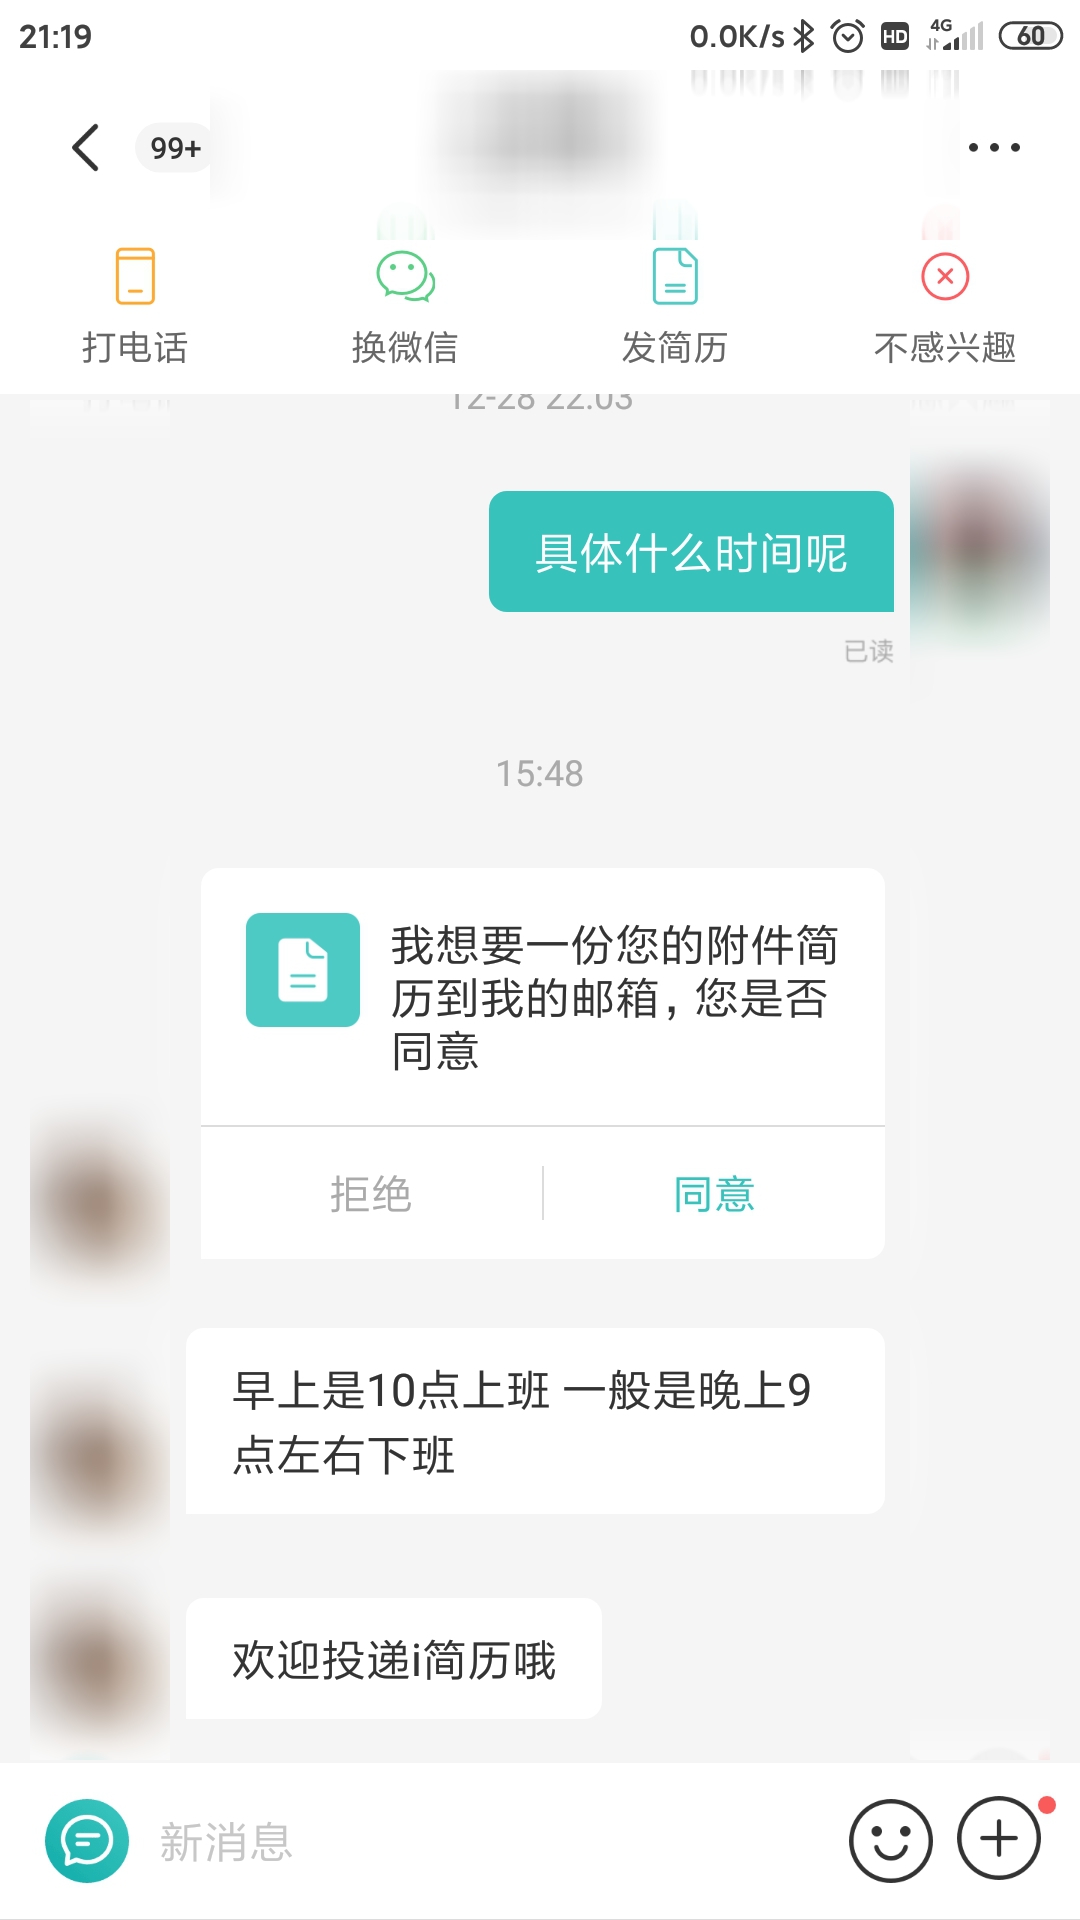 21:19 0.0K/s HD 4G 60
99+
打电话 换微信 发简历 不感兴趣
12-28 22:03
具体什么时间呢
已读
15:48
我想要一份您的附件简
历到我的邮箱，您是否
同意
拒绝 同意
早上是10点上班 一般是晚上9
点左右下班
欢迎投递i简历哦
新消息